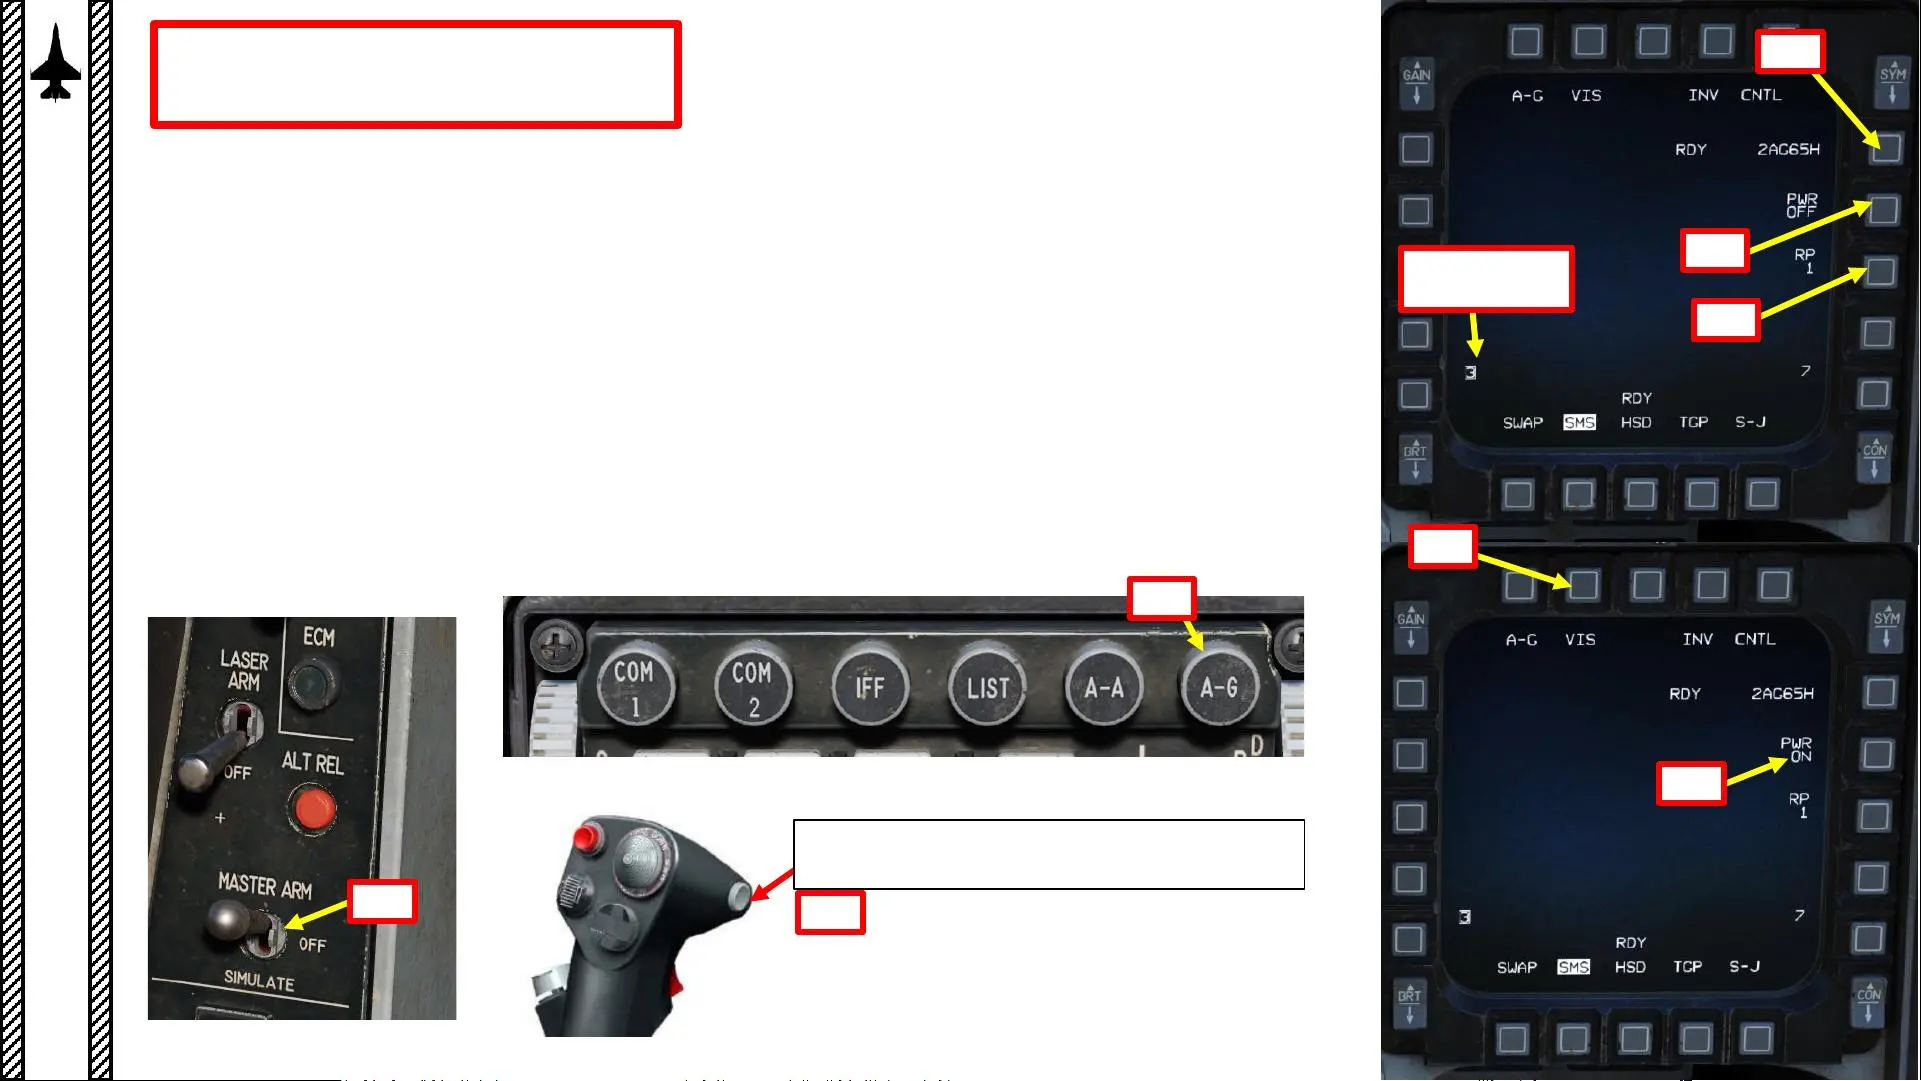 GAIN
SYM
A-G VIS INV CNTL
RDY 2AG65H
PWR
OFF
RP
1
3 7
RDY
SWAP SMS HSD TGP S-J
BRT
CON
GAIN
SYM
A-G VIS INV CNTL
RDY 2AG65H
PWR
ON
RP
1
3 7
RDY
SWAP SMS HSD TGP S-J
BRT
CON
ECM
LASER
ARM
OFF
ALT REL
MASTER ARM
OFF
SIMULATE
COM
1
COM
2
IFF
LIST
A-A
A-G